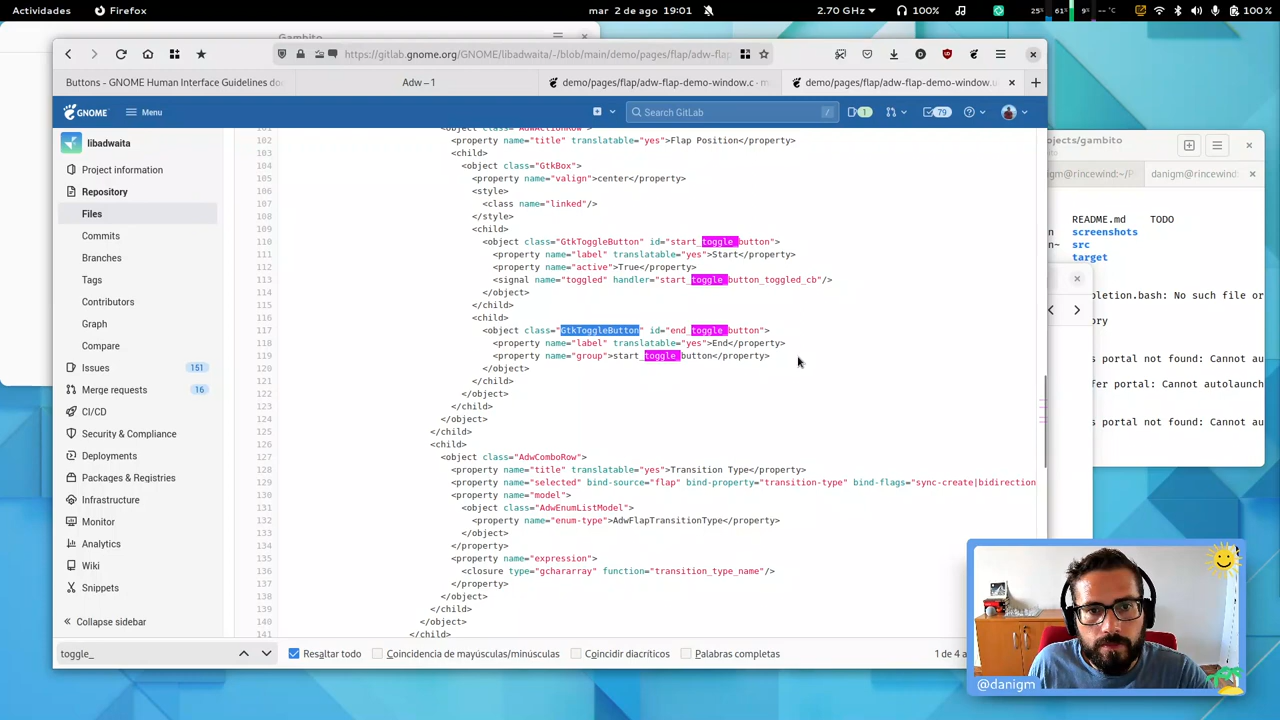 Actividades
Firefox
mar 2 de ago 19:01
2.70 GHz
100%
25%
61%
9%
--°C
100 %
Gambito
https://gitlab.gnome.org/GNOME/libadwaita/-/blob/main/demo/pages/flap/adw-flap
Buttons - GNOME Human Interface Guidelines do
Adw – 1
demo/pages/flap/adw-flap-demo-window.c - m
demo/pages/flap/adw-flap-demo-window.u
GNOME
Menu
Search GitLab
/
1
79
libadwaita
Project information
Repository
Files
Commits
Branches
Tags
Contributors
Graph
Compare
Issues 151
Merge requests 16
CI/CD
Security & Compliance
Deployments
Packages & Registries
Infrastructure
Monitor
Analytics
Wiki
Snippets
Collapse sidebar
101 <object class="AdwActionRow">
102 <property name="title" translatable="yes">Flap Position</property>
103 <child>
104 <object class="GtkBox">
105 <property name="valign">center</property>
106 <style>
107 <class name="linked"/>
108 </style>
109 <child>
110 <object class="GtkToggleButton" id="start_toggle_button">
111 <property name="label" translatable="yes">Start</property>
112 <property name="active">True</property>
113 <signal name="toggled" handler="start_toggle_button_toggled_cb"/>
114 </object>
115 </child>
116 <child>
117 <object class="GtkToggleButton" id="end_toggle_button">
118 <property name="label" translatable="yes">End</property>
119 <property name="group">start_toggle_button</property>
120 </object>
121 </child>
122 </object>
123 </child>
124 </object>
125 </child>
126 <child>
127 <object class="AdwComboRow">
128 <property name="title" translatable="yes">Transition Type</property>
129 <property name="selected" bind-source="flap" bind-property="transition-type" bind-flags="sync-create|bidirection
130 <property name="model">
131 <object class="AdwEnumListModel">
132 <property name="enum-type">AdwFlapTransitionType</property>
133 </object>
134 </property>
135 <property name="expression">
136 <closure type="gchararray" function="transition_type_name"/>
137 </property>
138 </object>
139 </child>
140 </object>
141 </child>
toggle_
Resaltar todo
Coincidencia de mayúsculas/minúsculas
Coincidir diacríticos
Palabras completas
1 de 4
ojects/gambito
gm@rincewind:~/
danigm@rincewind:
README.md TODO
screenshots
src
target
pletion.bash: No such file or
ory
s portal not found: Cannot au
fer portal: Cannot autolaunch
s portal not found: Cannot au
@danigm